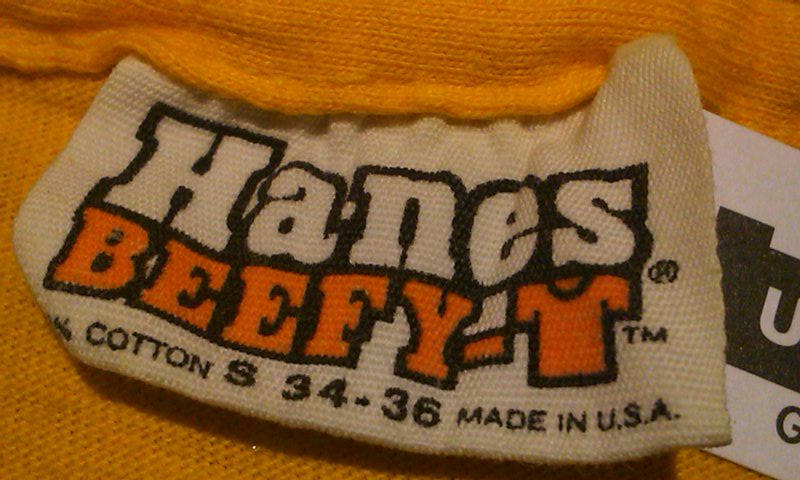 Hanes®
BEEFY-T™
% COTTON S 34-36 MADE IN U.S.A.
U
G